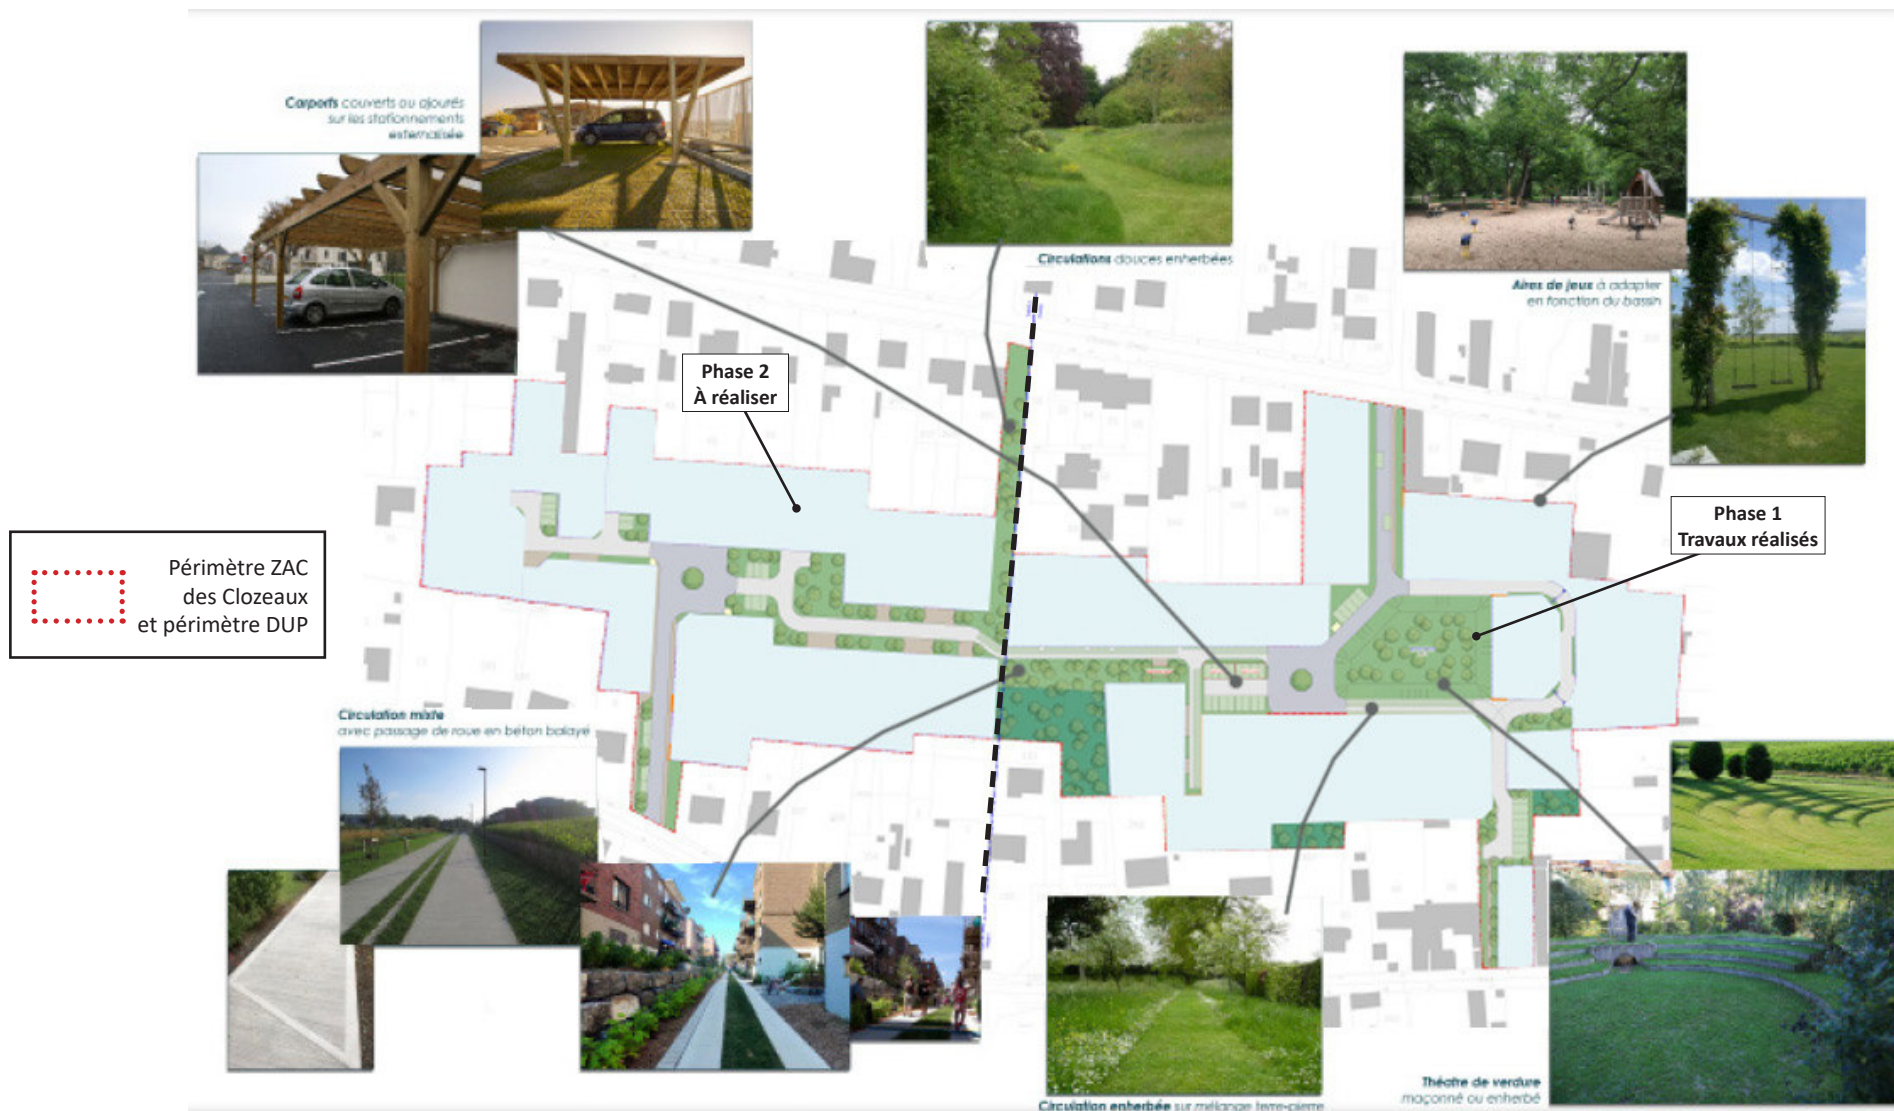 Carports couverts ou ajourés
sur les stationnements
externalisée
Circulations douces enherbées
Aires de jeux à adapter
en fonction du bassin
Phase 2
À réaliser
Phase 1
Travaux réalisés
Périmètre ZAC
des Clozeaux
et périmètre DUP
Circulation mixte
avec passage de roue en béton balayé
Circulation enherbée sur mélange terre-pierre
Théatre de verdure
maçonné ou enherbé